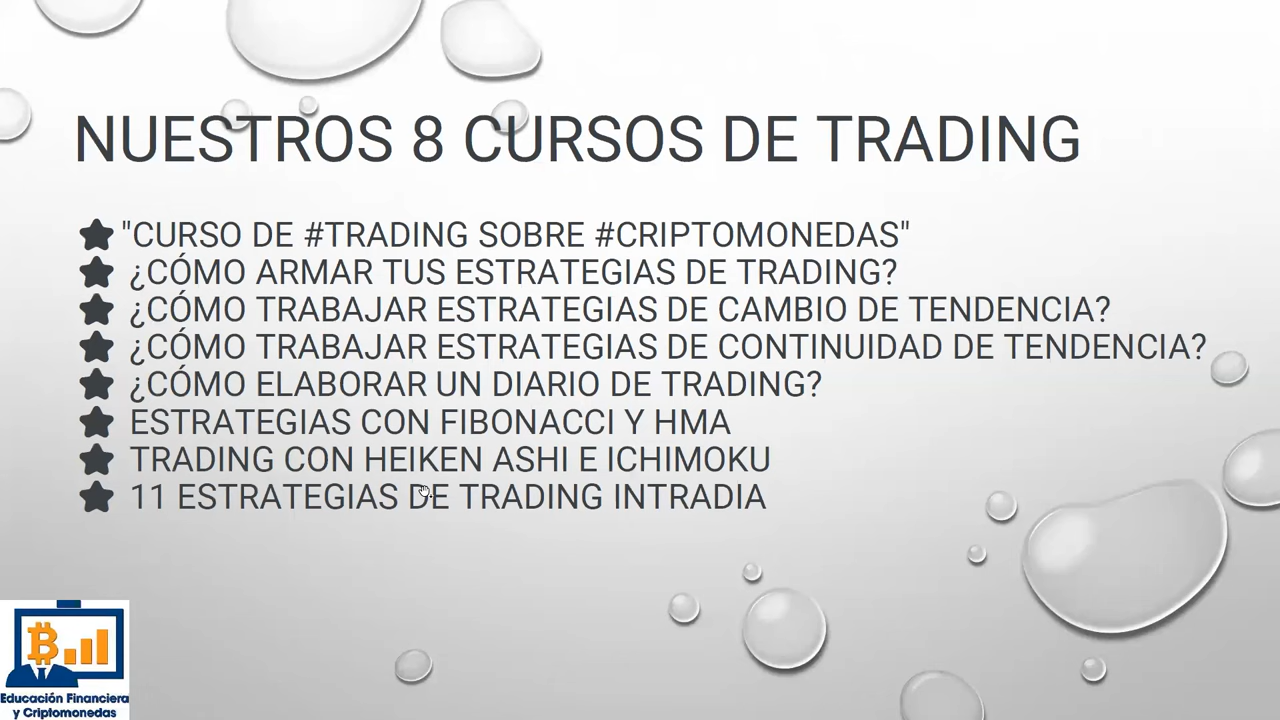 NUESTROS 8 CURSOS DE TRADING
"CURSO DE #TRADING SOBRE #CRIPTOMONEDAS"
¿CÓMO ARMAR TUS ESTRATEGIAS DE TRADING?
¿CÓMO TRABAJAR ESTRATEGIAS DE CAMBIO DE TENDENCIA?
¿CÓMO TRABAJAR ESTRATEGIAS DE CONTINUIDAD DE TENDENCIA?
¿CÓMO ELABORAR UN DIARIO DE TRADING?
ESTRATEGIAS CON FIBONACCI Y HMA
TRADING CON HEIKEN ASHI E ICHIMOKU
11 ESTRATEGIAS DE TRADING INTRADIA
Educación Financiera
y Criptomonedas